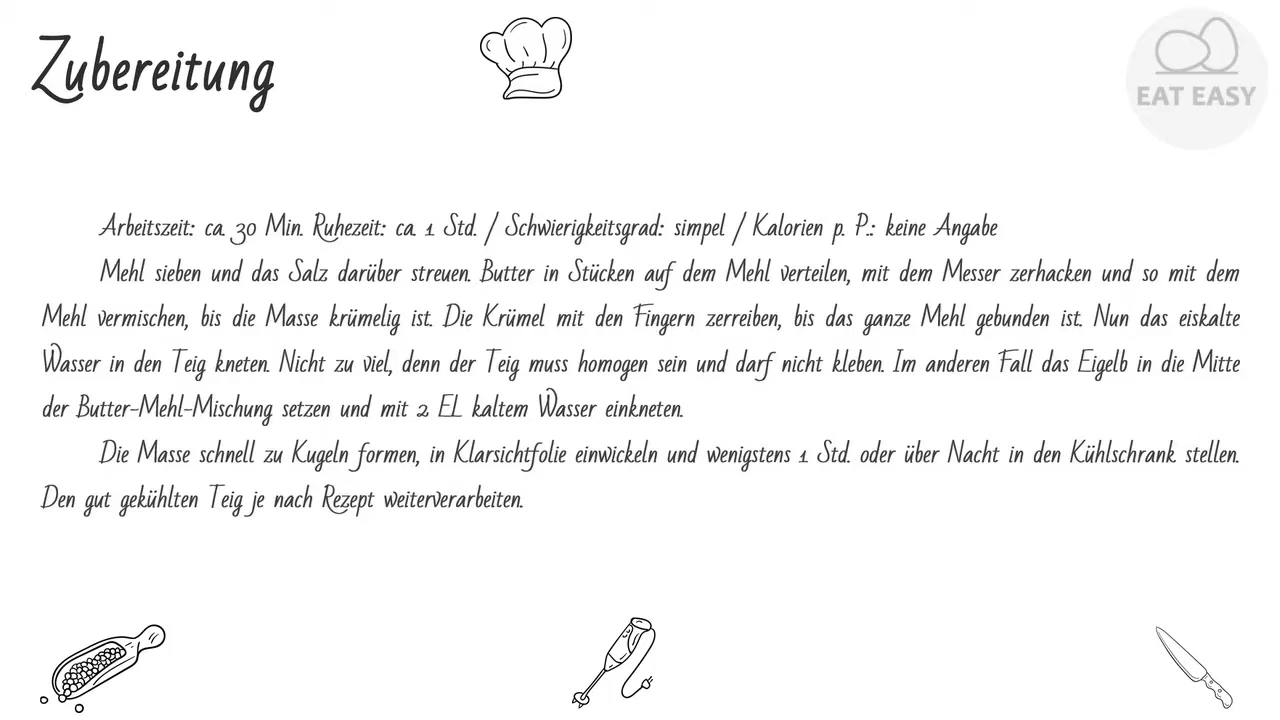 Zubereitung
EAT EASY
Arbeitszeit: ca. 30 Min. Ruhezeit: ca. 1 Std. / Schwierigkeitsgrad: simpel / Kalorien p. P.: keine Angabe
Mehl sieben und das Salz darüber streuen. Butter in Stücken auf dem Mehl verteilen, mit dem Messer zerhacken und so mit dem
Mehl vermischen, bis die Masse krümelig ist. Die Krümel mit den Fingern zerreiben, bis das ganze Mehl gebunden ist. Nun das eiskalte
Wasser in den Teig kneten. Nicht zu viel, denn der Teig muss homogen sein und darf nicht kleben. Im anderen Fall das Eigelb in die Mitte
der Butter-Mehl-Mischung setzen und mit 2 EL kaltem Wasser einkneten.
Die Masse schnell zu Kugeln formen, in Klarsichtfolie einwickeln und wenigstens 1 Std. oder über Nacht in den Kühlschrank stellen.
Den gut gekühlten Teig je nach Rezept weiterverarbeiten.